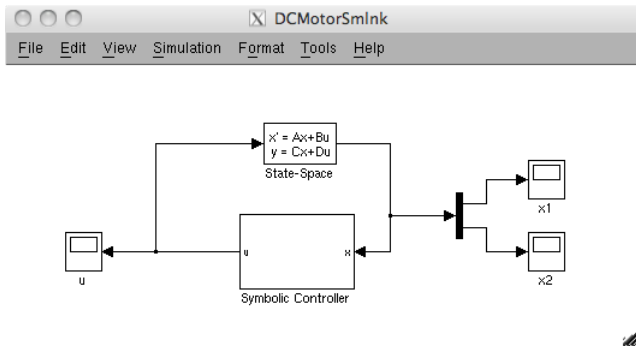 X DCMotorSmlnk
File Edit View Simulation Format Tools Help
x' = Ax+Bu
y = Cx+Du
State-Space
x1
u x
u
x2
Symbolic Controller